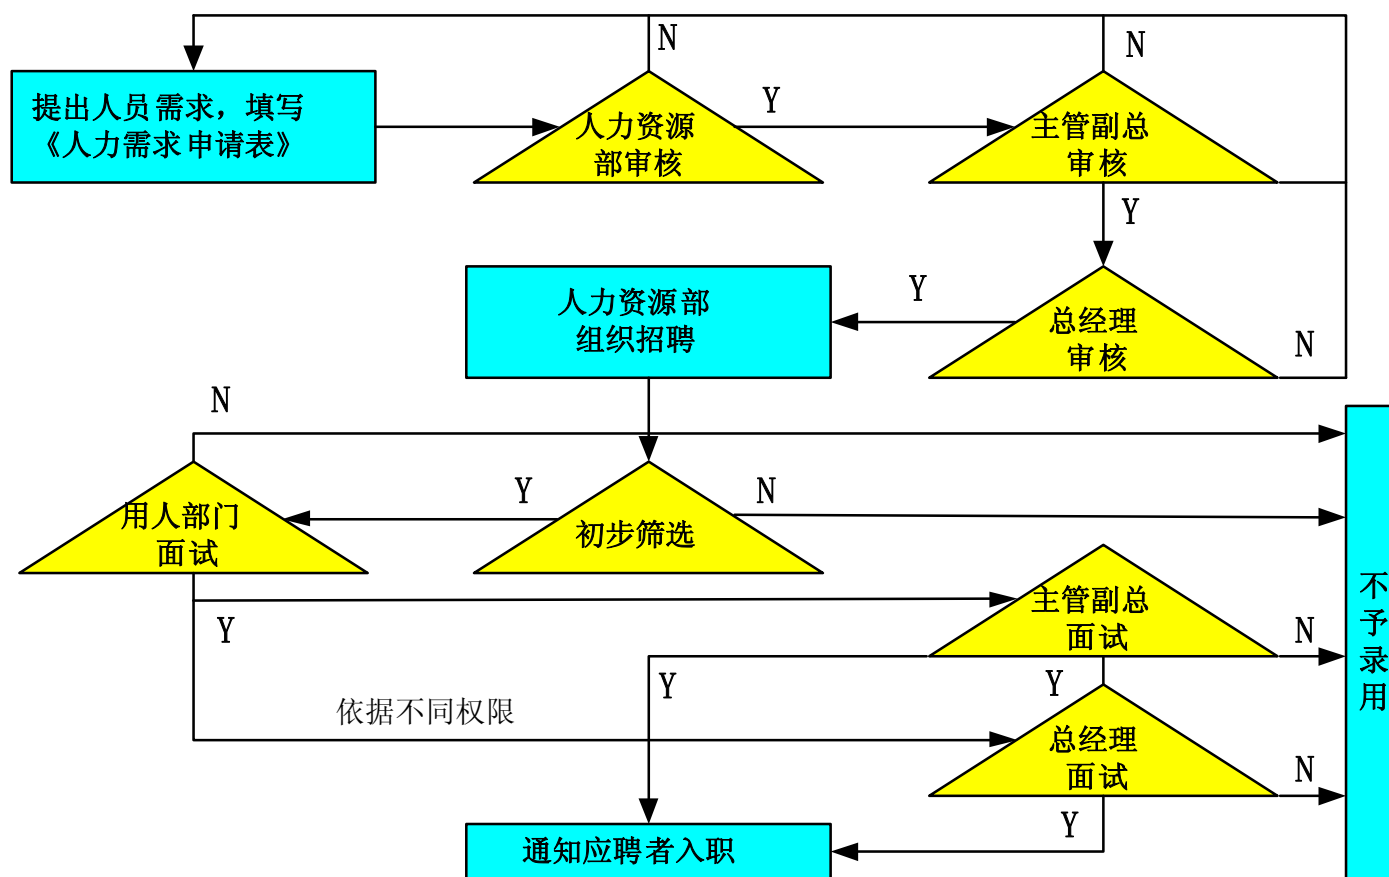 N
N
提出人员需求，填写
《人力需求申请表》
Y
人力资源
部审核
主管副总
审核
Y
人力资源部
组织招聘
Y
总经理
审核
N
N
Y
N
用人部门
面试
初步筛选
不
予
录
用
主管副总
面试
N
Y
Y
Y
依据不同权限
总经理
面试
N
Y
通知应聘者入职